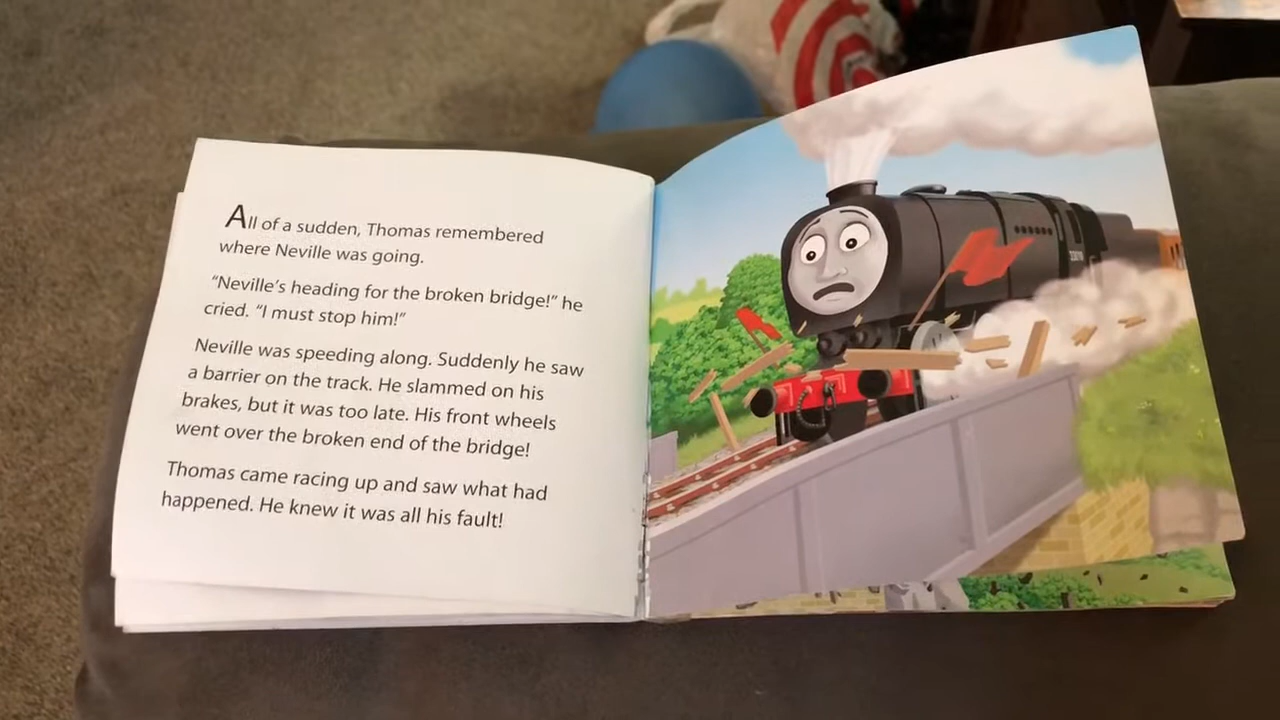 All of a sudden, Thomas remembered
where Neville was going.
“Neville’s heading for the broken bridge!” he
cried. “I must stop him!”
Neville was speeding along. Suddenly he saw
a barrier on the track. He slammed on his
brakes, but it was too late. His front wheels
went over the broken end of the bridge!
Thomas came racing up and saw what had
happened. He knew it was all his fault!